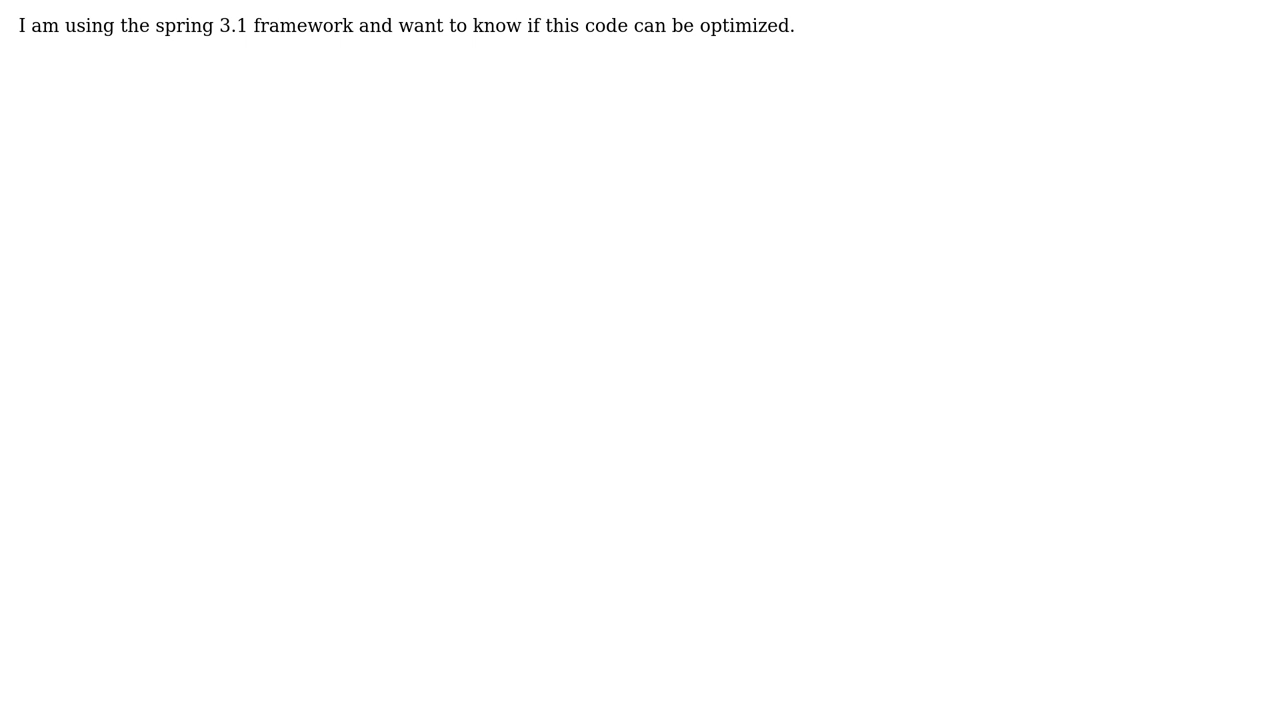 I am using the spring 3.1 framework and want to know if this code can be optimized.